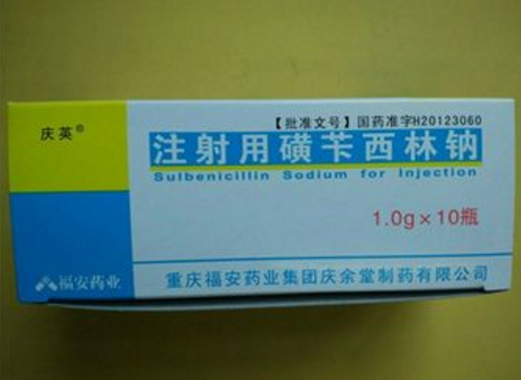 庆英®
【批准文号】国药准字H20123060
注射用磺苄西林钠
Sulbenicillin Sodium for Injection
1.0g×10瓶
福安药业
重庆福安药业集团庆余堂制药有限公司